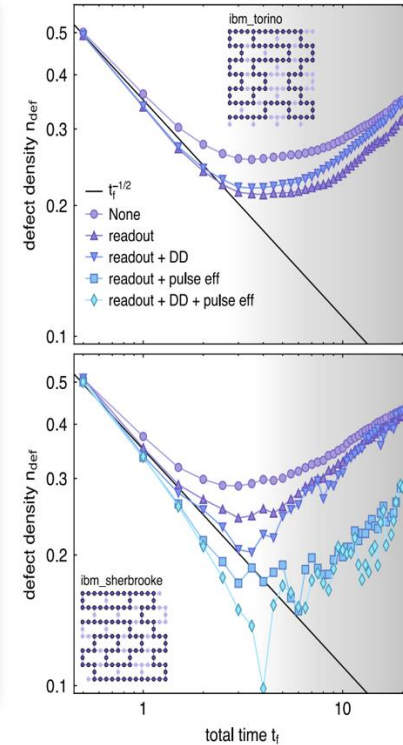 ibm_torino
0.5
0.4
0.3
0.2
0.1
defect density n_def
t_f^-1/2
None
readout
readout + DD
readout + pulse eff
readout + DD + pulse eff
0.5
0.4
0.3
0.2
0.1
defect density n_def
ibm_sherbrooke
1
10
total time t_f